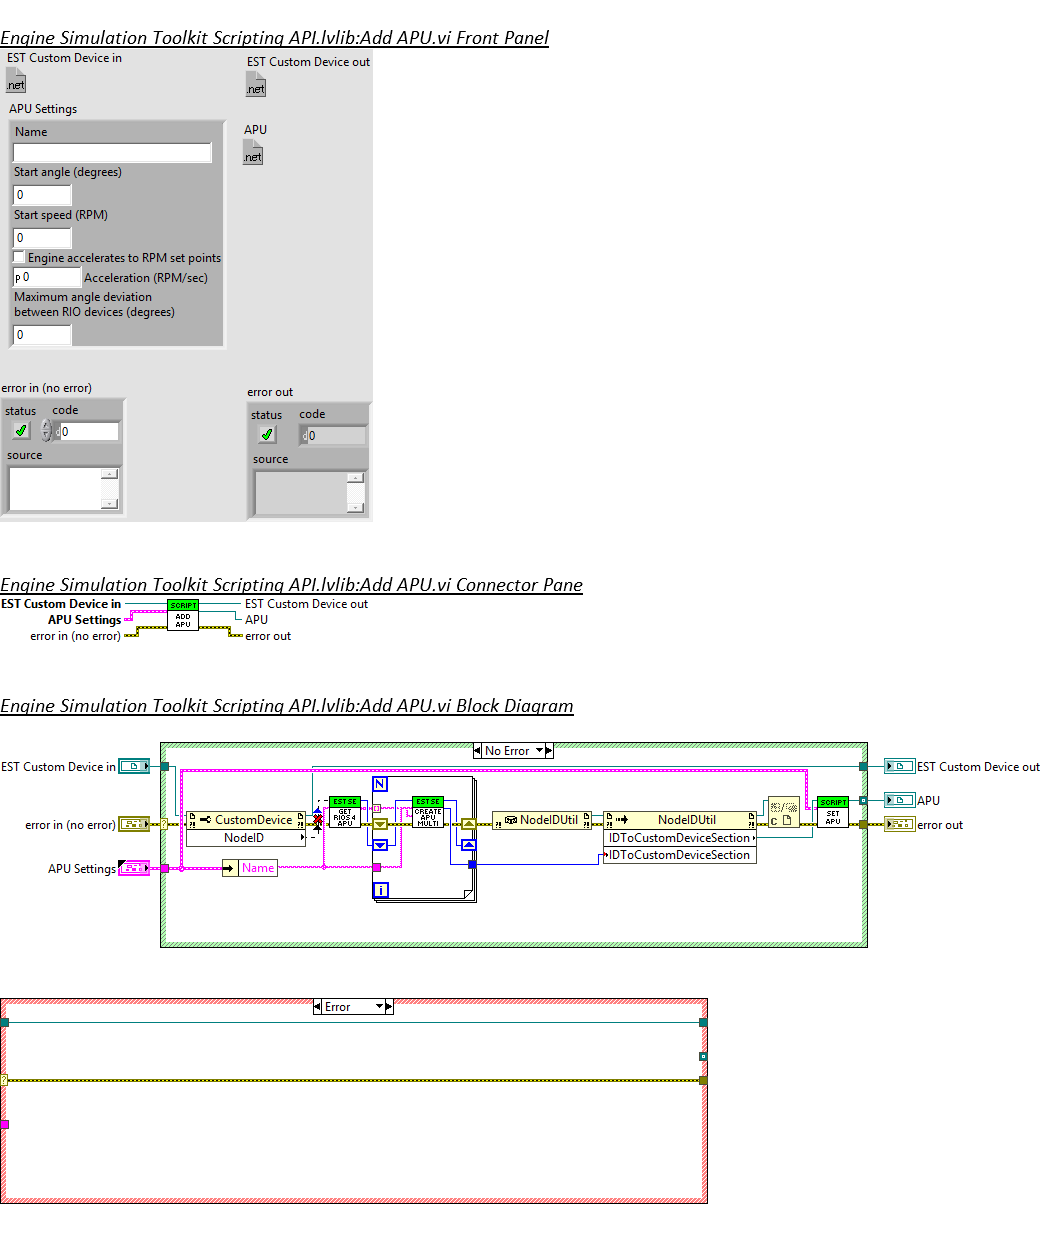 Engine Simulation Toolkit Scripting API.lvlib:Add APU.vi Front Panel
EST Custom Device in
EST Custom Device out
.net
.net
APU Settings
APU
.net
Name
Start angle (degrees)
0
Start speed (RPM)
0
Engine accelerates to RPM set points
p 0
Acceleration (RPM/sec)
Maximum angle deviation
between RIO devices (degrees)
0
error in (no error)
error out
status
code
d 0
source
status
code
d 0
source
Engine Simulation Toolkit Scripting API.lvlib:Add APU.vi Connector Pane
EST Custom Device in
SCRIPT
EST Custom Device out
APU Settings
ADD
APU
APU
error in (no error)
error out
Engine Simulation Toolkit Scripting API.lvlib:Add APU.vi Block Diagram
No Error
EST Custom Device in
EST Custom Device out
N
EST SE
GET
RIOS 4
APU
EST SE
CREATE
APU
MULTI
SCRIPT
SET
APU
APU
error in (no error)
?
CustomDevice
NodeID
NodeIDUtil
NodeIDUtil
IDToCustomDeviceSection
IDToCustomDeviceSection
C
error out
APU Settings
Name
i
Error
?